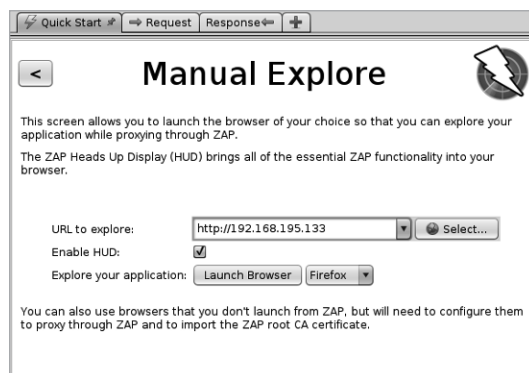 Quick Start Request Response
< Manual Explore
This screen allows you to launch the browser of your choice so that you can explore your
application while proxying through ZAP.
The ZAP Heads Up Display (HUD) brings all of the essential ZAP functionality into your
browser.
URL to explore: http://192.168.195.133 Select...
Enable HUD:
Explore your application: Launch Browser Firefox
You can also use browsers that you don't launch from ZAP, but will need to configure them
to proxy through ZAP and to import the ZAP root CA certificate.